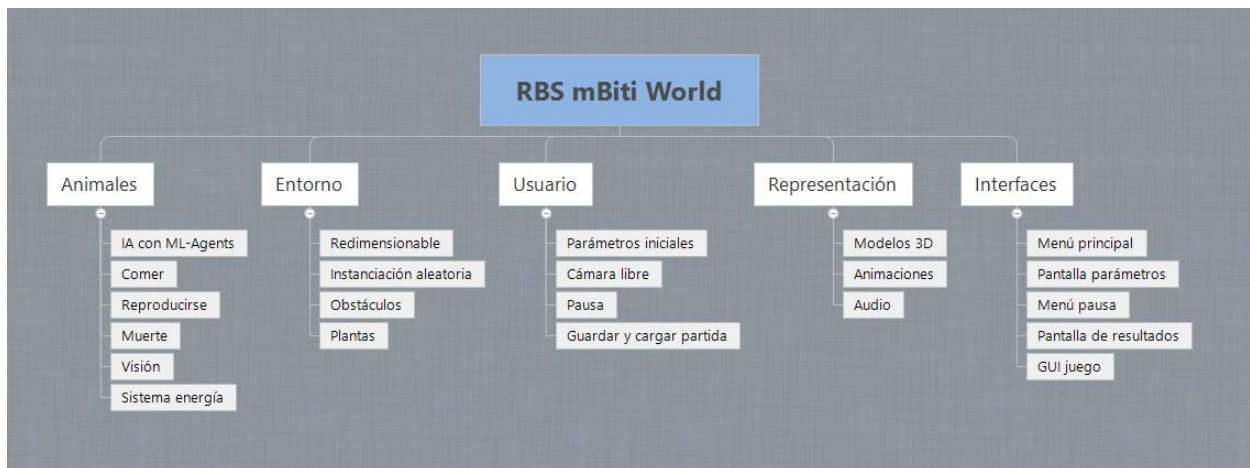 RBS mBiti World
Animales
IA con ML-Agents
Comer
Reproducirse
Muerte
Visión
Sistema energía
Entorno
Redimensionable
Instanciación aleatoria
Obstáculos
Plantas
Usuario
Parámetros iniciales
Cámara libre
Pausa
Guardar y cargar partida
Representación
Modelos 3D
Animaciones
Audio
Interfaces
Menú principal
Pantalla parámetros
Menú pausa
Pantalla de resultados
GUI juego